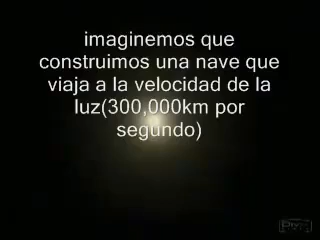 imaginemos que
construimos una nave que
viaja a la velocidad de la
luz(300,000km por
segundo)